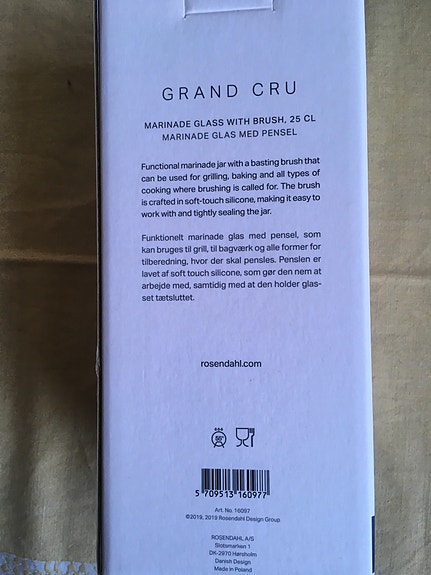 GRAND CRU
MARINADE GLASS WITH BRUSH, 25 CL
MARINADE GLAS MED PENSEL
Functional marinade jar with a basting brush that
can be used for grilling, baking and all types of
cooking where brushing is called for. The brush
is crafted in soft-touch silicone, making it easy to
work with and tightly sealing the jar.
Funktionelt marinade glas med pensel, som
kan bruges til grill, til bagværk og alle former for
tilberedning, hvor der skal pensles. Penslen er
lavet af soft touch silicone, som gør den nem at
arbejde med, samtidig med at den holder glas-
set tætsluttet.
rosendahl.com
55°
5 709513 160977
Art. No. 16097
©2019, 2019 Rosendahl Design Group
ROSENDAHL A/S
Slotsmarken 1
DK-2970 Hørsholm
Danish Design
Made in Poland